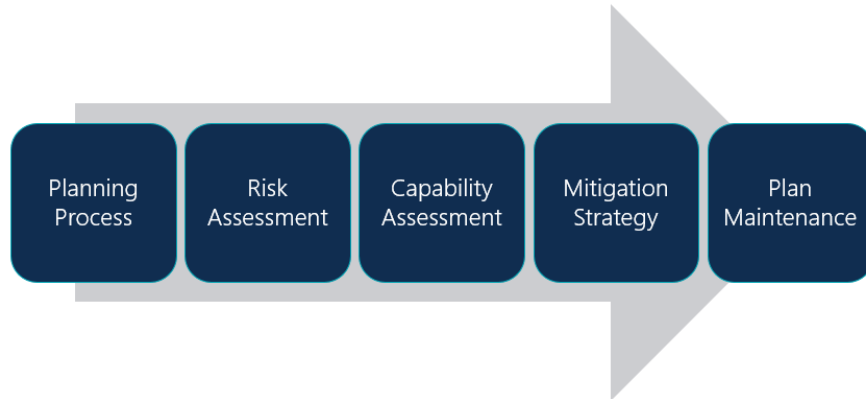 Planning
Process
Risk
Assessment
Capability
Assessment
Mitigation
Strategy
Plan
Maintenance